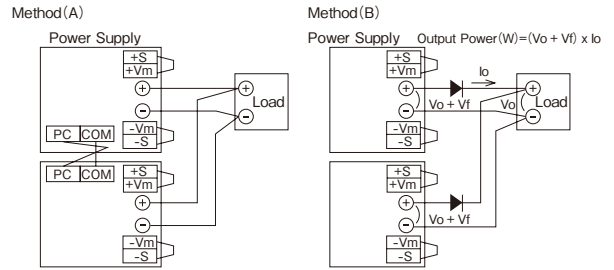 Method(A)
Power Supply
+S
+Vm
+
-
Load
+
-
-Vm
-S
PC COM
PC COM
+S
+Vm
+
-
-Vm
-S
Method(B)
Power Supply Output Power(W)=(Vo + Vf) x Io
+S
+Vm
Io
+
-
Vo + Vf
Vo
+
-
Load
-Vm
-S
+S
+Vm
+
-
Vo + Vf
-Vm
-S